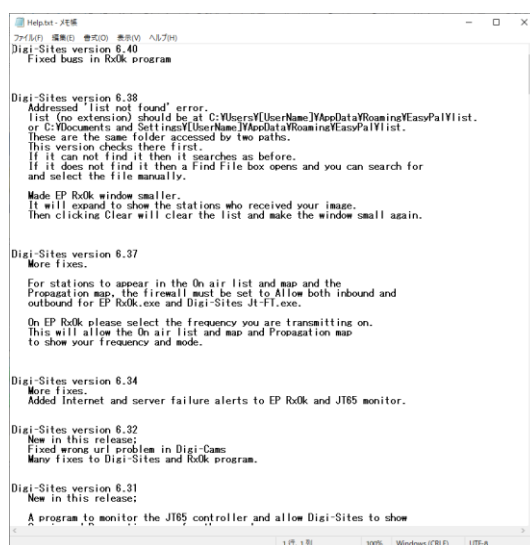 Help.txt - メモ帳
ファイル(F) 編集(E) 書式(O) 表示(V) ヘルプ(H)
Digi-Sites version 6.40
Fixed bugs in RxOk program
Digi-Sites version 6.38
Addressed 'list not found' error.
list (no extension) should be at C:¥Users¥[UserName]¥AppData¥Roaming¥EasyPal¥list.
or C:¥Documents and Settings¥[UserName]¥AppData¥Roaming¥EasyPal¥list.
These are the same folder accessed by two paths.
This version checks there first.
If it can not find it then it searches as before.
If it does not find it then a Find File box opens and you can search for
and select the file manually.
Made EP RxOk window smaller.
It will expand to show the stations who received your image.
Then clicking Clear will clear the list and make the window small again.
Digi-Sites version 6.37
More fixes.
For stations to appear in the On air list and map and the
Propagation map, the firewall must be set to Allow both inbound and
outbound for EP RxOk.exe and Digi-Sites Jt-FT.exe.
On EP RxOk please select the frequency you are transmitting on.
This will allow the On air list and map and Propagation map
to show your frequency and mode.
Digi-Sites version 6.34
More fixes.
Added Internet and server failure alerts to EP RxOk and JT65 monitor.
Digi-Sites version 6.32
New in this release;
Fixed wrong url problem in Digi-Cams
Many fixes to Digi-Sites and RxOk program.
Digi-Sites version 6.31
New in this release;
A program to monitor the JT65 controller and allow Digi-Sites to show
1 行、1 列 100% Windows (CRLF) UTF-8